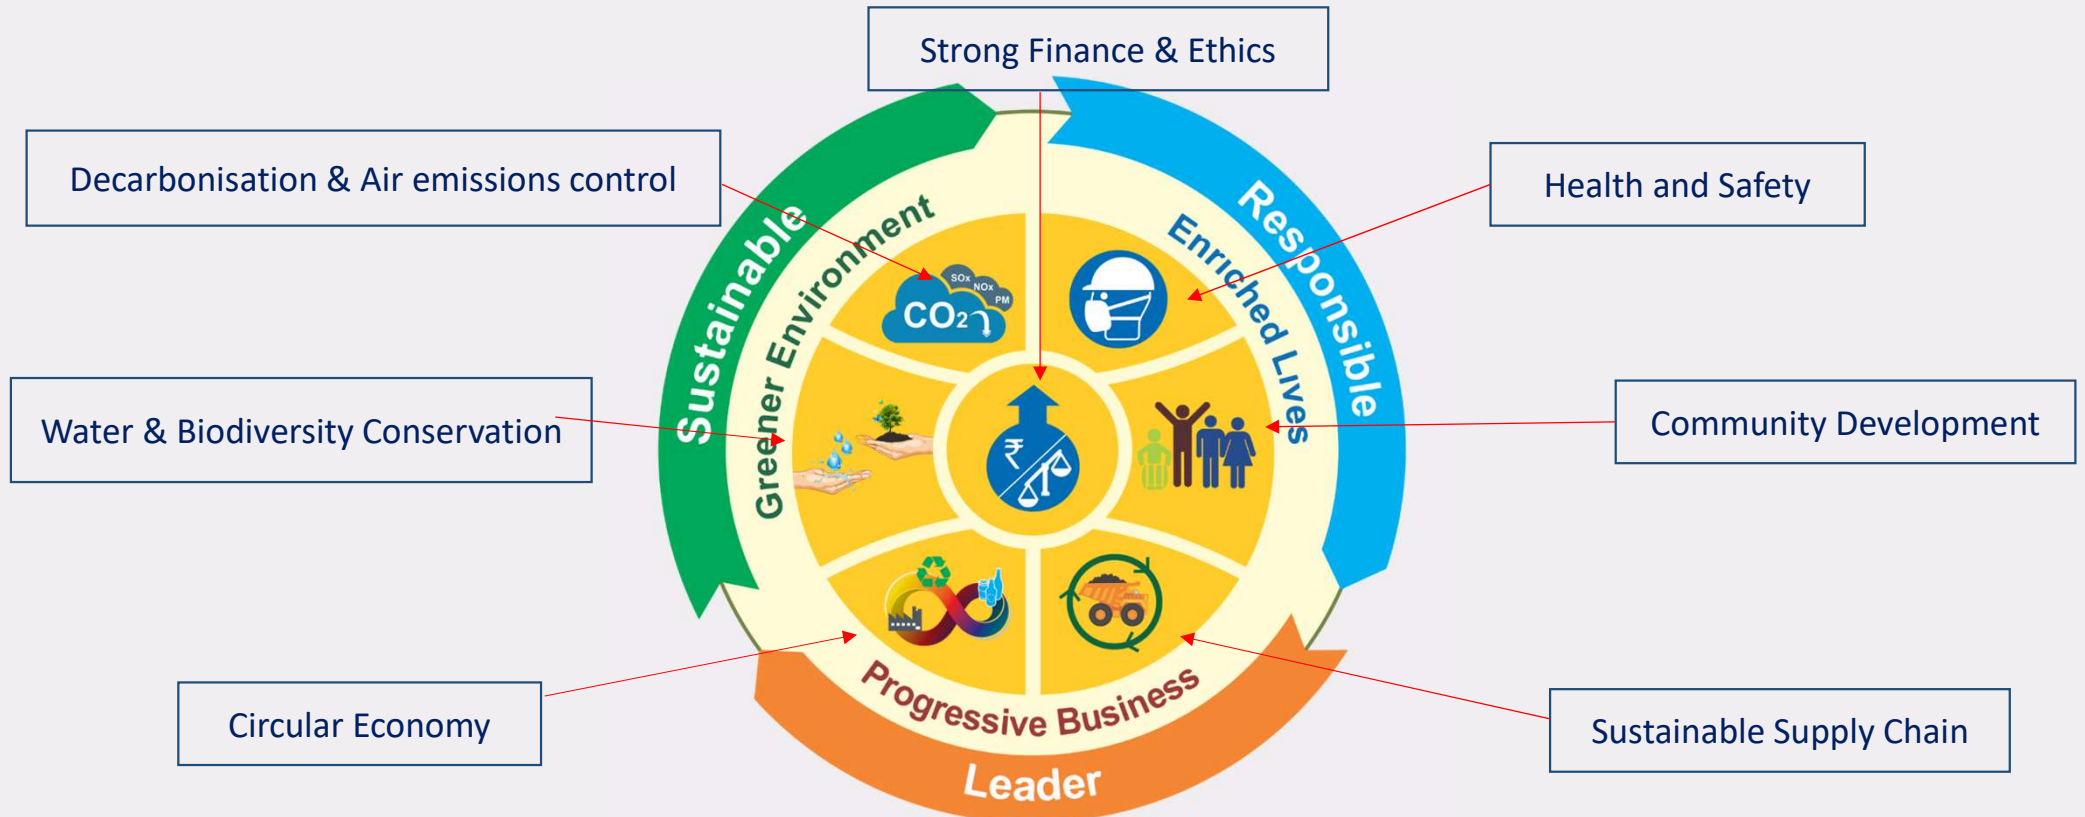 Strong Finance & Ethics
Decarbonisation & Air emissions control
Health and Safety
Water & Biodiversity Conservation
Community Development
Circular Economy
Sustainable Supply Chain
Sustainable
Responsible
Leader
Greener Environment
Enriched Lives
Progressive Business
SOx
NOx
PM
CO₂
₹